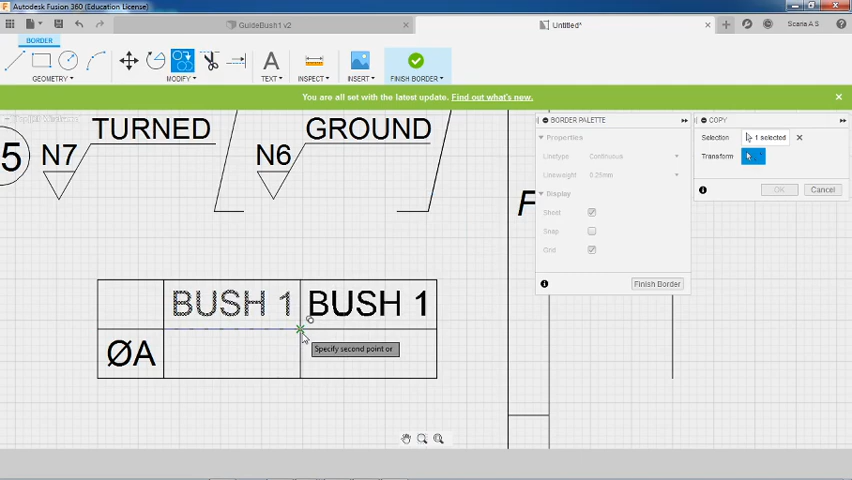 Autodesk Fusion 360 (Education License)
GuideBush1 v2
Untitled*
Scaria A S
BORDER
GEOMETRY
MODIFY
TEXT
INSPECT
INSERT
FINISH BORDER
You are all set with the latest update. Find out what's new.
BORDER PALETTE
Properties
Linetype Continuous
Lineweight 0.25mm
Display
Sheet
Snap
Grid
Finish Border
COPY
Selection 1 selected
Transform
OK Cancel
5
N7 TURNED
N6 GROUND
F
BUSH 1 BUSH 1
ØA
Specify second point or